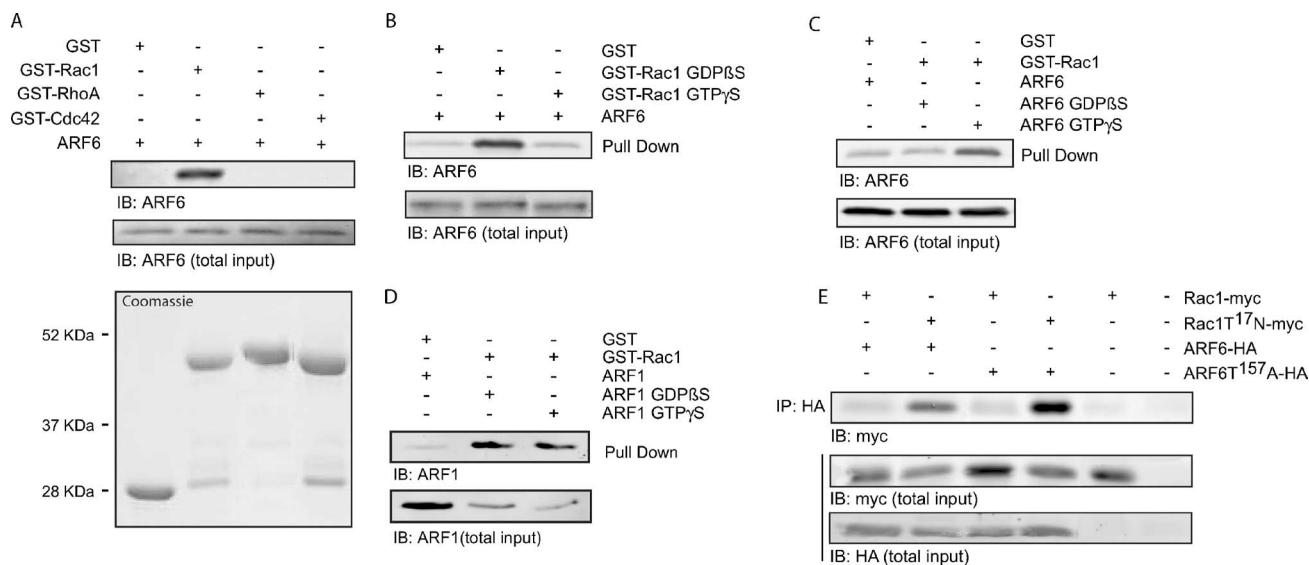 A
GST + - - -
GST-Rac1 - + - -
GST-RhoA - - + -
GST-Cdc42 - - - +
ARF6 + + + +
IB: ARF6
IB: ARF6 (total input)
Coomassie
52 KDa -
37 KDa -
28 KDa -
B
+ - - GST
- + - GST-Rac1 GDPßS
- - + GST-Rac1 GTPγS
+ + + ARF6
Pull Down
IB: ARF6
IB: ARF6 (total input)
C
+ - - GST
- + + GST-Rac1
+ - - ARF6
- + - ARF6 GDPßS
- - + ARF6 GTPγS
Pull Down
IB: ARF6
IB: ARF6 (total input)
D
+ - - GST
- + + GST-Rac1
+ - - ARF1
- + - ARF1 GDPßS
- - + ARF1 GTPγS
Pull Down
IB: ARF1
IB: ARF1(total input)
E
+ - + - + - Rac1-myc
- + - + - - Rac1T17N-myc
+ + - - - - ARF6-HA
- - + + - - ARF6T157A-HA
IP: HA
IB: myc
IB: myc (total input)
IB: HA (total input)